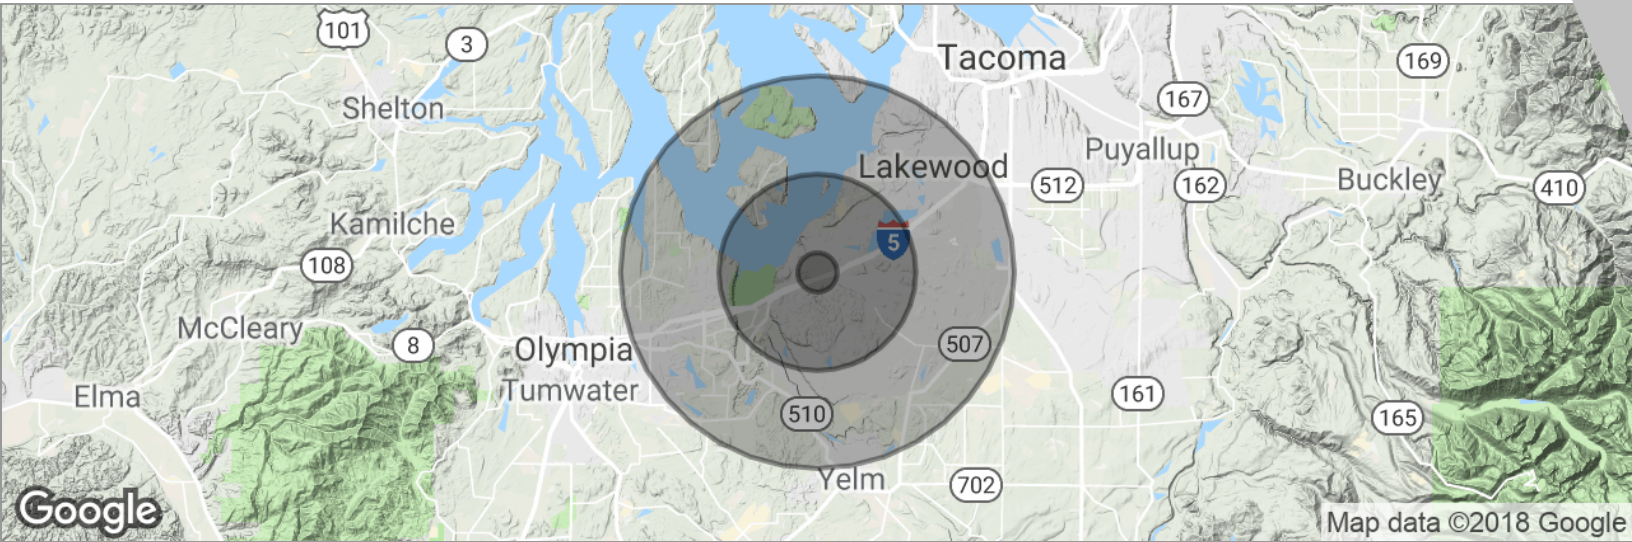 101
3
Tacoma
169
Shelton
167
Puyallup
Lakewood
512
162
Buckley
410
Kamilche
5
108
McCleary
8
Olympia
507
Tumwater
Elma
161
510
165
Yelm
702
Google
Map data ©2018 Google